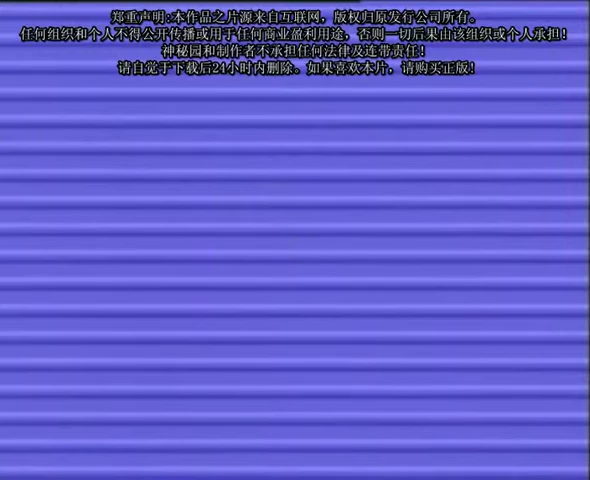 郑重声明:本作品之片源来自互联网，版权归原发行公司所有。
任何组织和个人不得公开传播或用于任何商业盈利用途，否则一切后果由该组织或个人承担!
神秘园和制作者不承担任何法律及连带责任!
请自觉于下载后24小时内删除。如果喜欢本片，请购买正版!